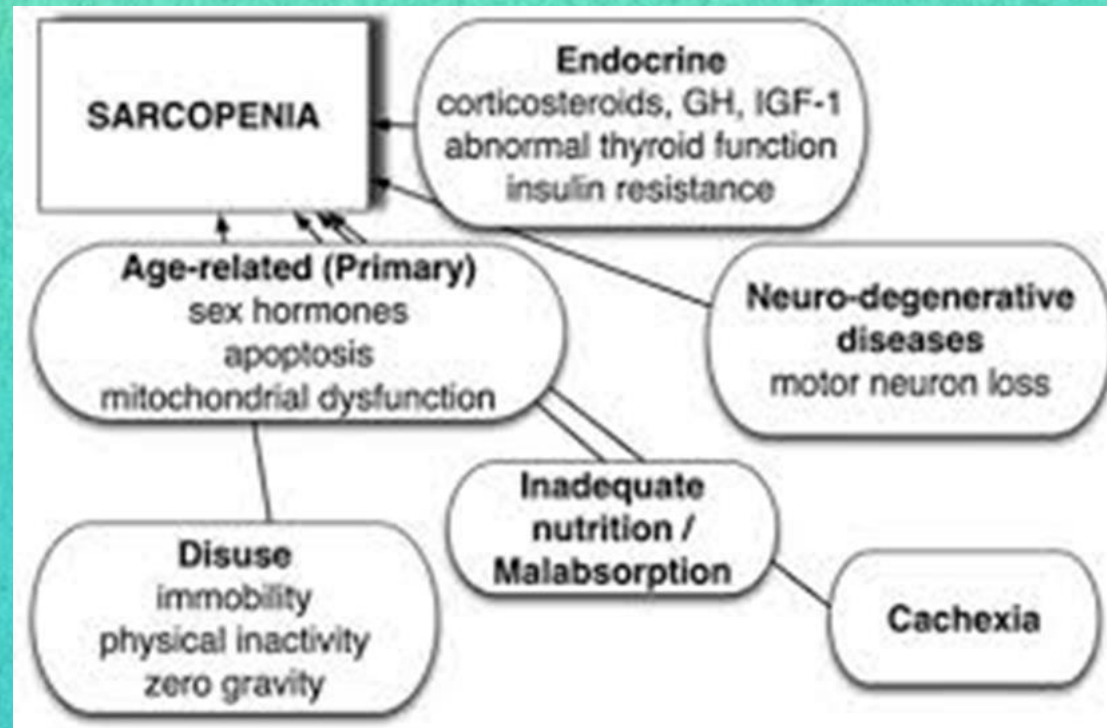 SARCOPENIA
Endocrine
corticosteroids, GH, IGF-1
abnormal thyroid function
insulin resistance
Age-related (Primary)
sex hormones
apoptosis
mitochondrial dysfunction
Neuro-degenerative
diseases
motor neuron loss
Inadequate
nutrition /
Malabsorption
Disuse
immobility
physical inactivity
zero gravity
Cachexia